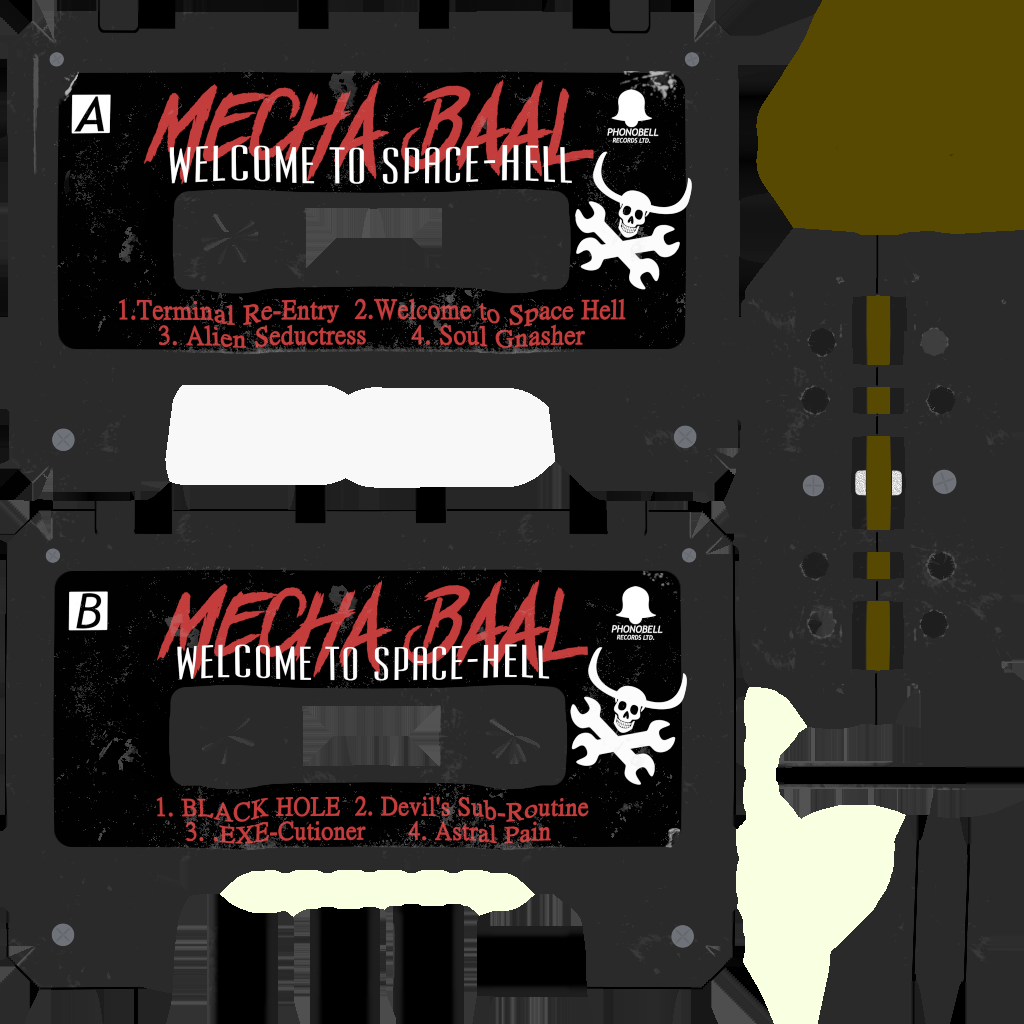 A
MECHA BAAL
WELCOME TO SPACE-HELL
PHONOBELL
RECORDS LTD.
1.Terminal Re-Entry 2.Welcome to Space Hell
3. Alien Seductress 4. Soul Gnasher
B
MECHA BAAL
WELCOME TO SPACE-HELL
PHONOBELL
RECORDS LTD.
1. BLACK HOLE 2. Devil's Sub-Routine
3. EXE-Cutioner 4. Astral Pain